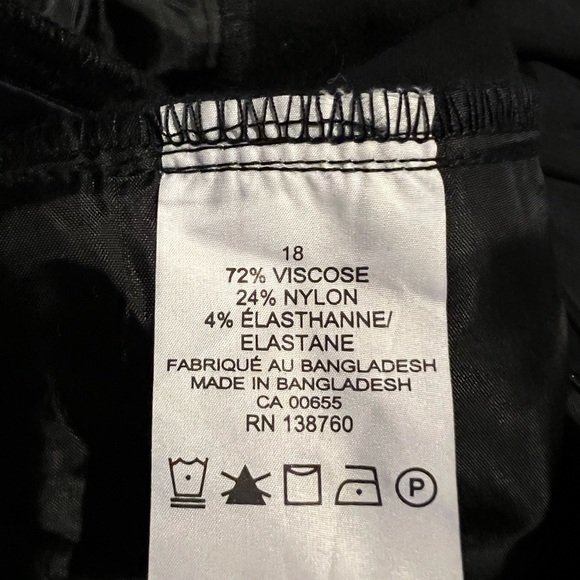 18
72% VISCOSE
24% NYLON
4% ÉLASTHANNE/
ELASTANE
FABRIQUÉ AU BANGLADESH
MADE IN BANGLADESH
CA 00655
RN 138760
P